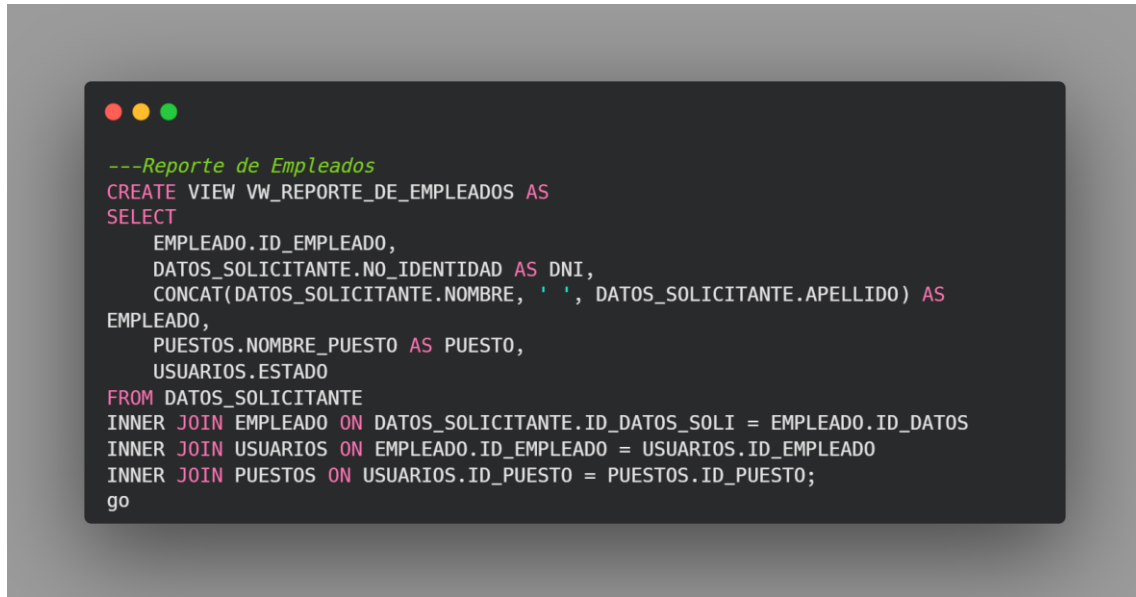 ---Reporte de Empleados
CREATE VIEW VW_REPORTE_DE_EMPLEADOS AS
SELECT
    EMPLEADO.ID_EMPLEADO,
    DATOS_SOLICITANTE.NO_IDENTIDAD AS DNI,
    CONCAT(DATOS_SOLICITANTE.NOMBRE, ' ', DATOS_SOLICITANTE.APELLIDO) AS
EMPLEADO,
    PUESTOS.NOMBRE_PUESTO AS PUESTO,
    USUARIOS.ESTADO
FROM DATOS_SOLICITANTE
INNER JOIN EMPLEADO ON DATOS_SOLICITANTE.ID_DATOS_SOLI = EMPLEADO.ID_DATOS
INNER JOIN USUARIOS ON EMPLEADO.ID_EMPLEADO = USUARIOS.ID_EMPLEADO
INNER JOIN PUESTOS ON USUARIOS.ID_PUESTO = PUESTOS.ID_PUESTO;
go